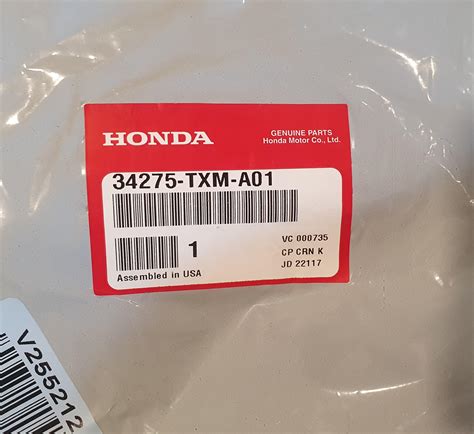 HONDA
GENUINE PARTS
Honda Motor Co., Ltd.
34275-TXM-A01
1
VC 000735
CP CRN K
JD 22117
Assembled in USA
V255212